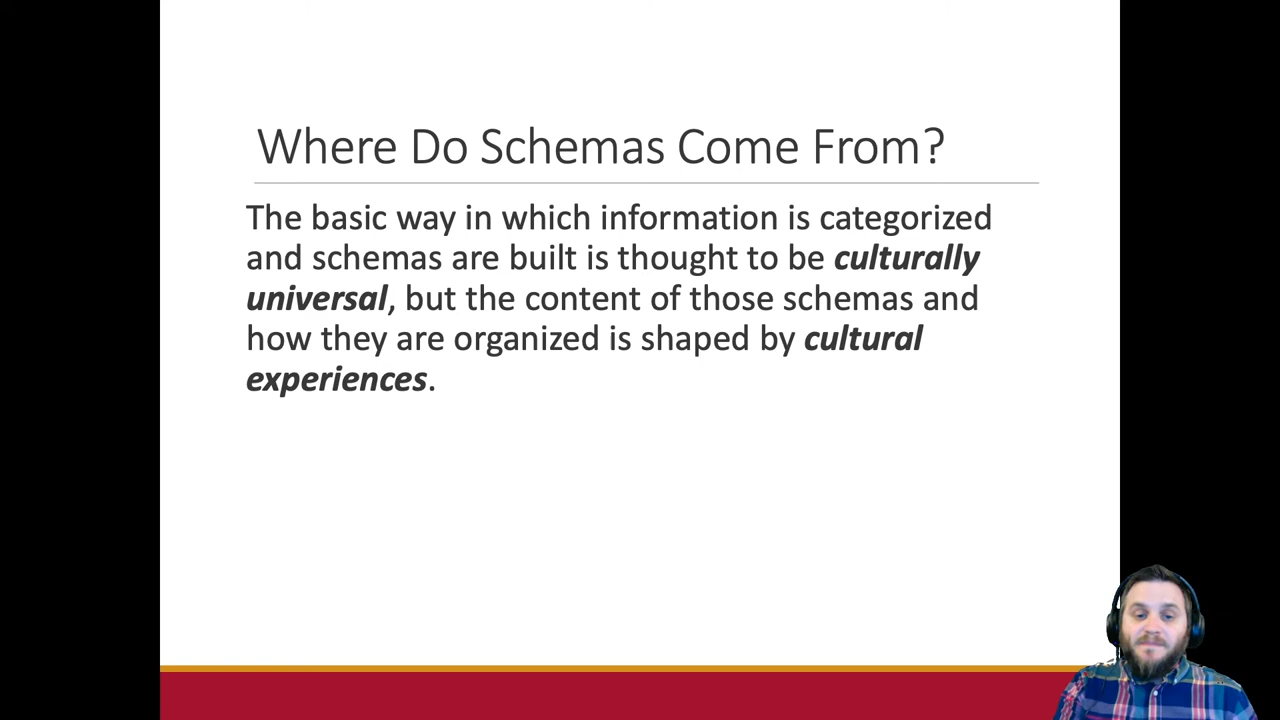 Where Do Schemas Come From?
The basic way in which information is categorized
and schemas are built is thought to be culturally
universal, but the content of those schemas and
how they are organized is shaped by cultural
experiences.